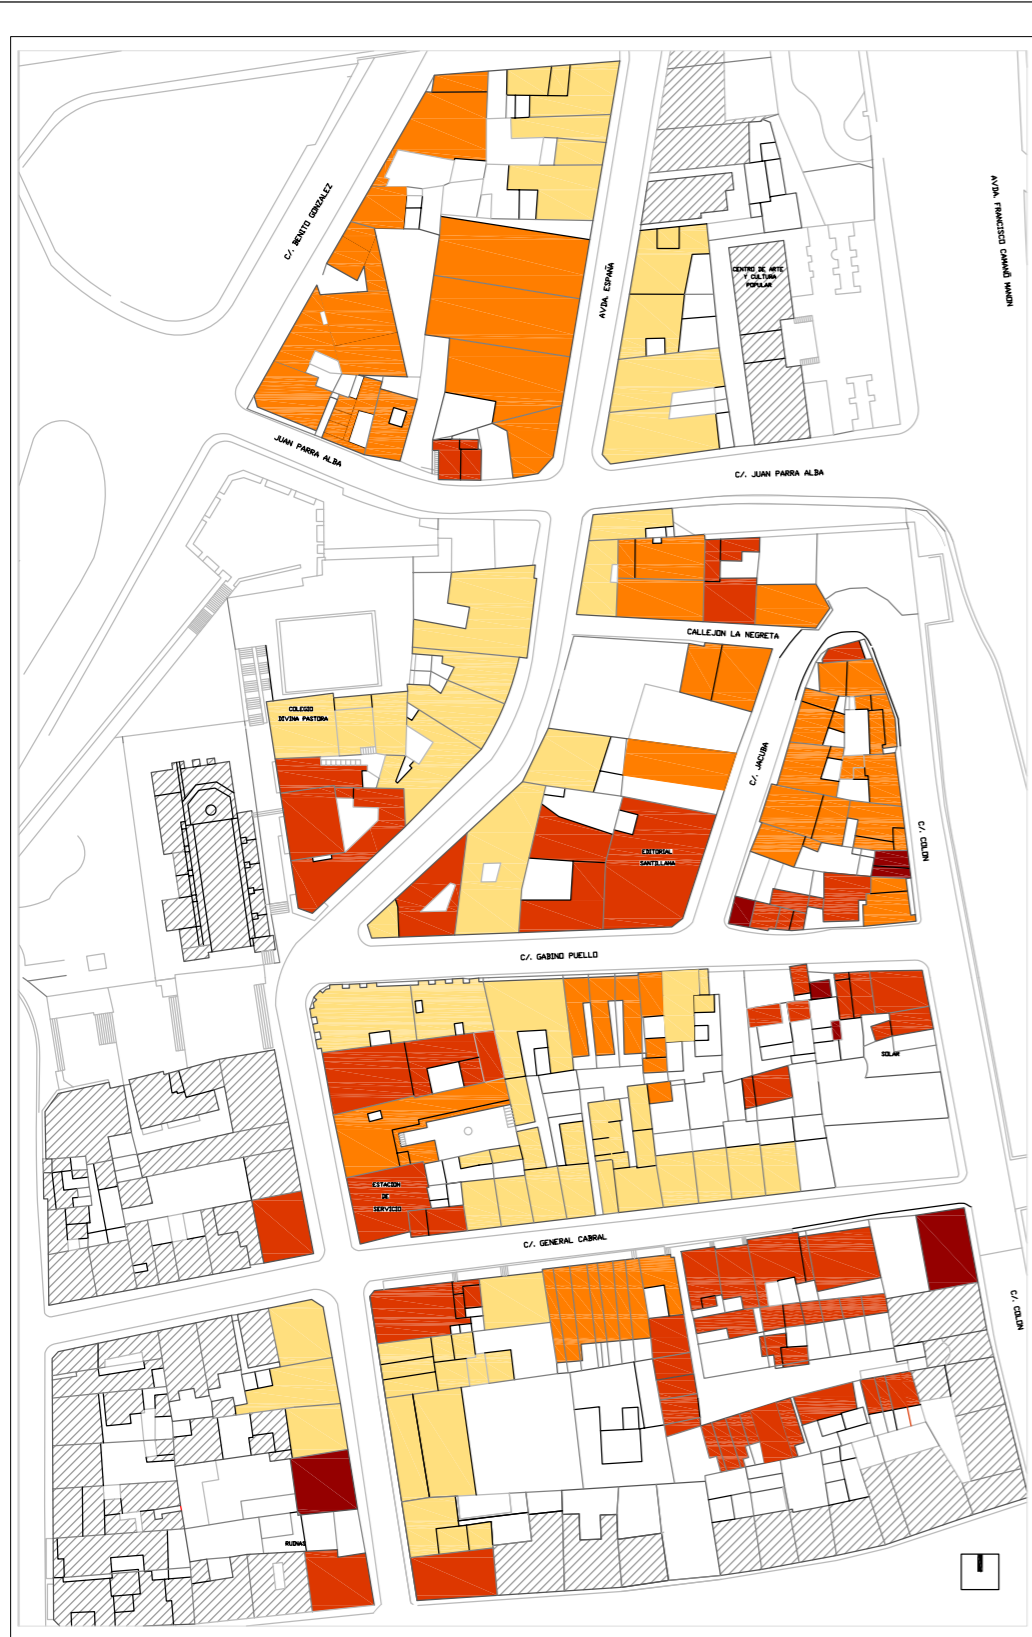 C/. BENITO GONZALEZ
AVDA. ESPAÑA
AVDA. FRANCISCO CAMAÑO
CENTRO DE ARTE
Y CULTURA
POPULAR
JUAN PARRA ALBA
C/. JUAN PARRA ALBA
CALLEJON LA NEGRETA
COLEGIO
DIVINA PASTORA
C/. JACUBA
C/. COLON
EDITORIAL
SANTILLANA
C/. GABINO PUELLO
SOLAR
ESTACION
DE
SERVICIO
C/. GENERAL CABRAL
C/. COLON
RUINAS